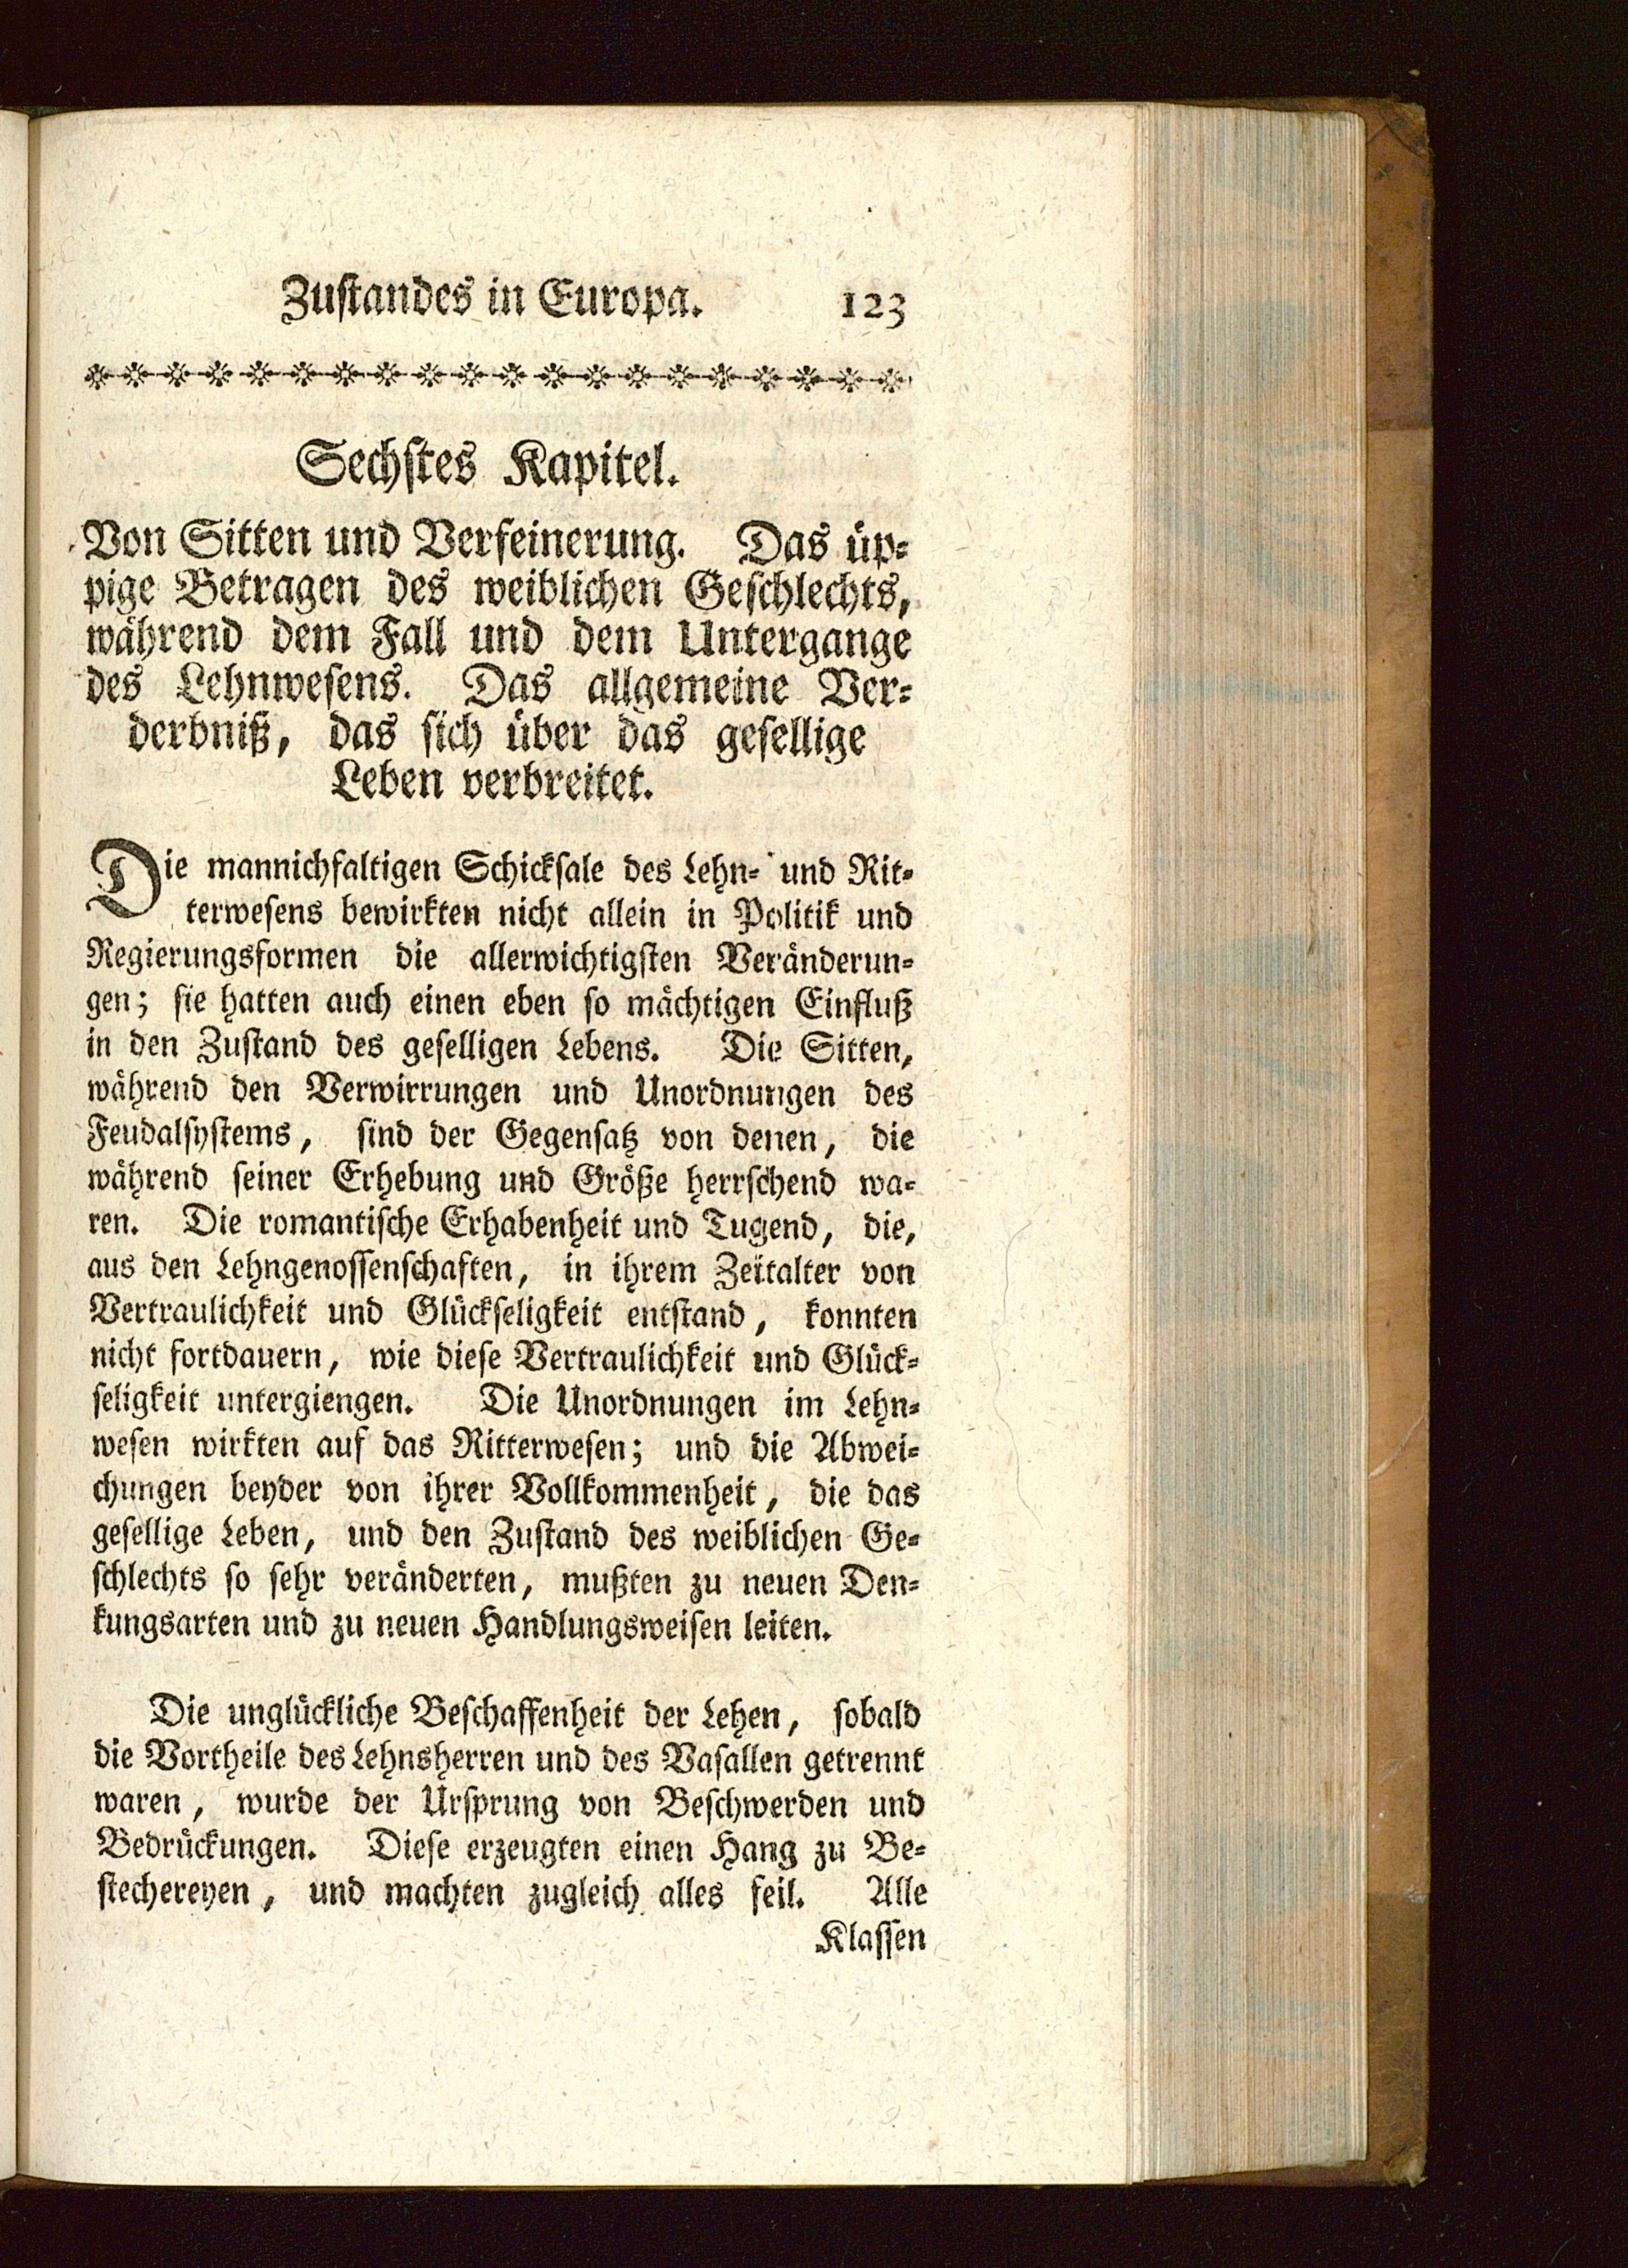 Zustandes in Europa. 123
Sechstes Kapitel.
Von Sitten und Verfeinerung. Das üp-
pige Betragen des weiblichen Geschlechts,
während dem Fall und dem Untergange
des Lehnwesens. Das allgemeine Ver-
derbniß, das sich über das gesellige
Leben verbreitet.
Die mannichfaltigen Schicksale des Lehn- und Rit-
terwesens bewirkten nicht allein in Politik und
Regierungsformen die allerwichtigsten Veränderun-
gen; sie hatten auch einen eben so mächtigen Einfluß
in den Zustand des geselligen Lebens. Die Sitten,
während den Verwirrungen und Unordnungen des
Feudalsystems, sind der Gegensatz von denen, die
während seiner Erhebung und Größe herrschend wa-
ren. Die romantische Erhabenheit und Tugend, die,
aus den Lehngenossenschaften, in ihrem Zeitalter von
Vertraulichkeit und Glückseligkeit entstand, konnten
nicht fortdauern, wie diese Vertraulichkeit und Glück-
seligkeit untergiengen. Die Unordnungen im Lehn-
wesen wirkten auf das Ritterwesen; und die Abwei-
chungen beyder von ihrer Vollkommenheit, die das
gesellige Leben, und den Zustand des weiblichen Ge-
schlechts so sehr veränderten, mußten zu neuen Den-
kungsarten und zu neuen Handlungsweisen leiten.
Die unglückliche Beschaffenheit der Lehen, sobald
die Vortheile des Lehnsherren und des Vasallen getrennt
waren, wurde der Ursprung von Beschwerden und
Bedrückungen. Diese erzeugten einen Hang zu Be-
stechereyen, und machten zugleich alles feil. Alle
Klassen